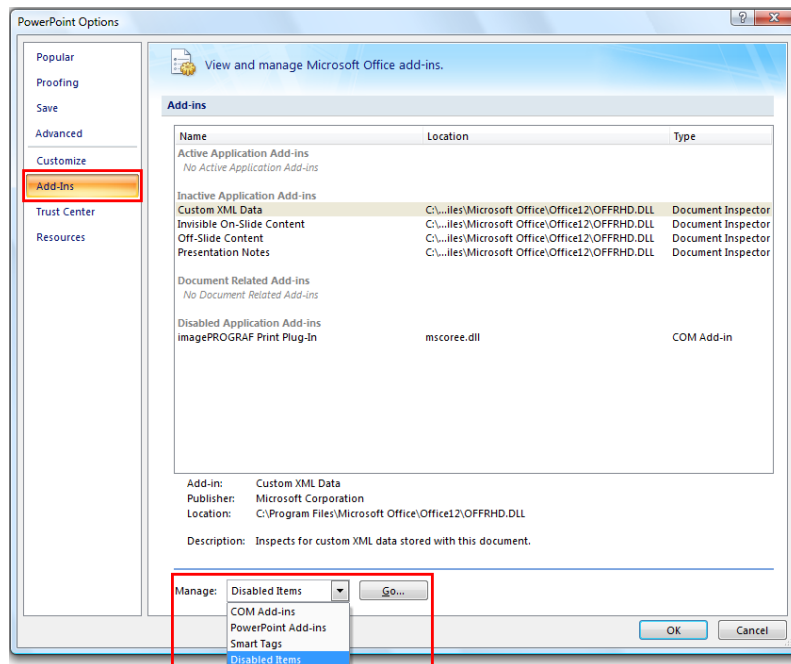 PowerPoint Options
Popular
Proofing
Save
Advanced
Customize
Add-Ins
Trust Center
Resources
View and manage Microsoft Office add-ins.
Add-ins
Name Location Type
Active Application Add-ins
No Active Application Add-ins
Inactive Application Add-ins
Custom XML Data C:\...iles\Microsoft Office\Office12\OFFRHD.DLL Document Inspector
Invisible On-Slide Content C:\...iles\Microsoft Office\Office12\OFFRHD.DLL Document Inspector
Off-Slide Content C:\...iles\Microsoft Office\Office12\OFFRHD.DLL Document Inspector
Presentation Notes C:\...iles\Microsoft Office\Office12\OFFRHD.DLL Document Inspector
Document Related Add-ins
No Document Related Add-ins
Disabled Application Add-ins
imagePROGRAF Print Plug-In mscoree.dll COM Add-in
Add-in: Custom XML Data
Publisher: Microsoft Corporation
Location: C:\Program Files\Microsoft Office\Office12\OFFRHD.DLL
Description: Inspects for custom XML data stored with this document.
Manage: Disabled Items Go...
COM Add-ins
PowerPoint Add-ins
Smart Tags
Disabled Items
OK Cancel